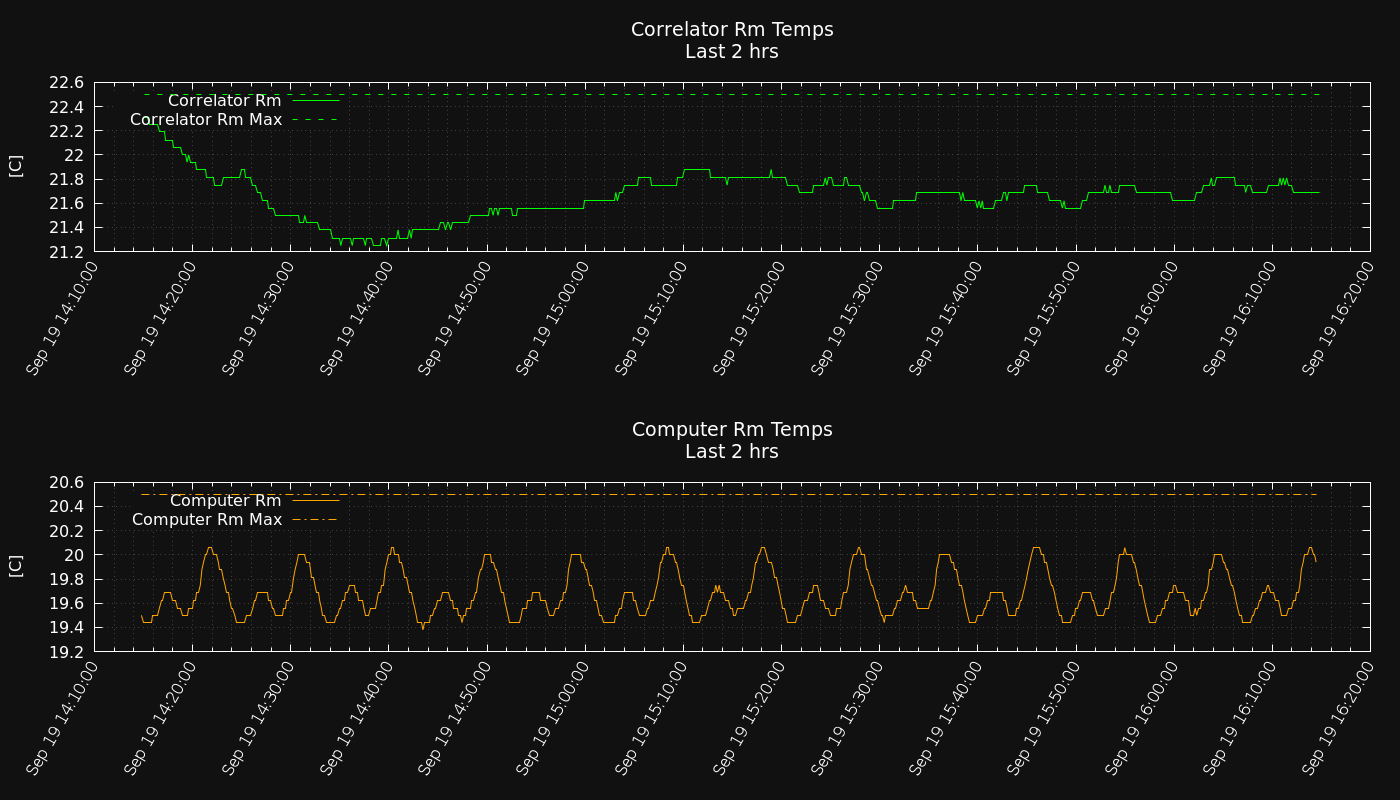 Correlator Rm Temps
Last 2 hrs
22.6
22.4
22.2
22
21.8
21.6
21.4
21.2
[C]
Correlator Rm
Correlator Rm Max
Sep 19 14:10:00
Sep 19 14:20:00
Sep 19 14:30:00
Sep 19 14:40:00
Sep 19 14:50:00
Sep 19 15:00:00
Sep 19 15:10:00
Sep 19 15:20:00
Sep 19 15:30:00
Sep 19 15:40:00
Sep 19 15:50:00
Sep 19 16:00:00
Sep 19 16:10:00
Sep 19 16:20:00
Computer Rm Temps
Last 2 hrs
20.6
20.4
20.2
20
19.8
19.6
19.4
19.2
[C]
Computer Rm
Computer Rm Max
Sep 19 14:10:00
Sep 19 14:20:00
Sep 19 14:30:00
Sep 19 14:40:00
Sep 19 14:50:00
Sep 19 15:00:00
Sep 19 15:10:00
Sep 19 15:20:00
Sep 19 15:30:00
Sep 19 15:40:00
Sep 19 15:50:00
Sep 19 16:00:00
Sep 19 16:10:00
Sep 19 16:20:00